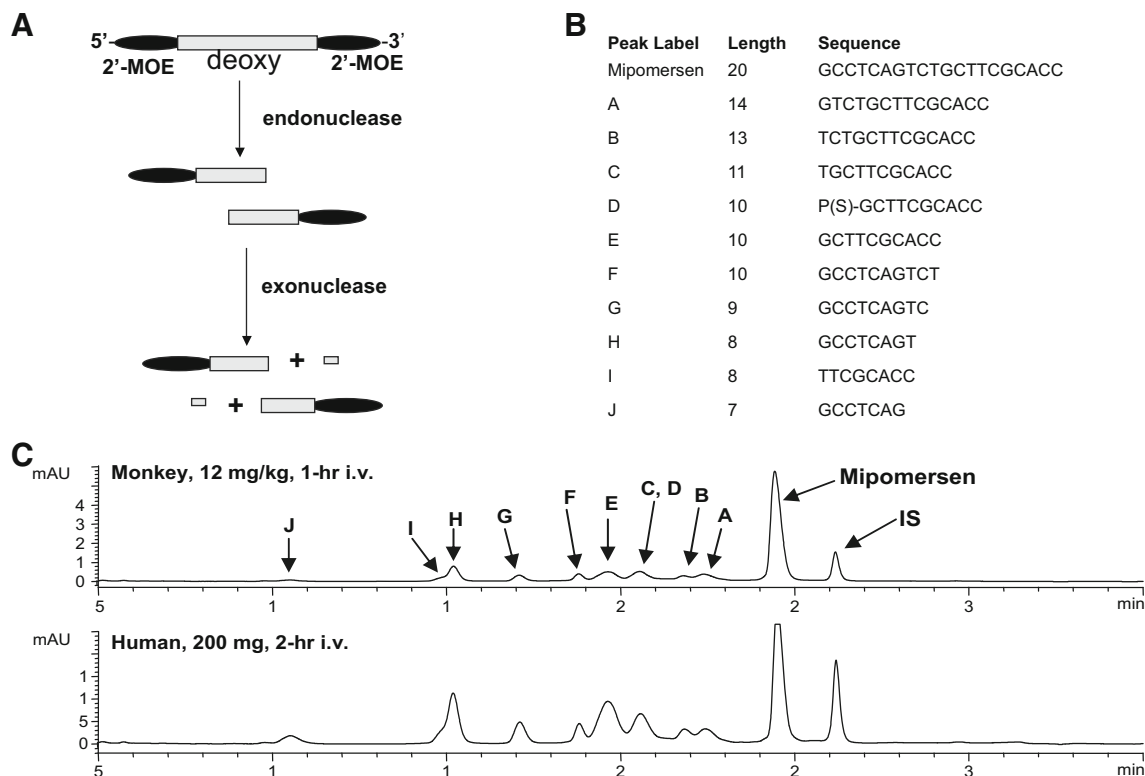 A
5'- -3'
2'-MOE deoxy 2'-MOE
endonuclease
exonuclease
+
+
B
Peak Label Length Sequence
Mipomersen 20 GCCTCAGTCTGCTTCGCACC
A 14 GTCTGCTTCGCACC
B 13 TCTGCTTCGCACC
C 11 TGCTTCGCACC
D 10 P(S)-GCTTCGCACC
E 10 GCTTCGCACC
F 10 GCCTCAGTCT
G 9 GCCTCAGTC
H 8 GCCTCAGT
I 8 TTCGCACC
J 7 GCCTCAG
C
mAU
Monkey, 12 mg/kg, 1-hr i.v.
4
3
2
1
0
J
I
H
G
F
E
C, D
B
A
Mipomersen
IS
5 1 1 2 2 3 min
mAU
Human, 200 mg, 2-hr i.v.
1
1
5
0
5 1 1 2 2 3 min